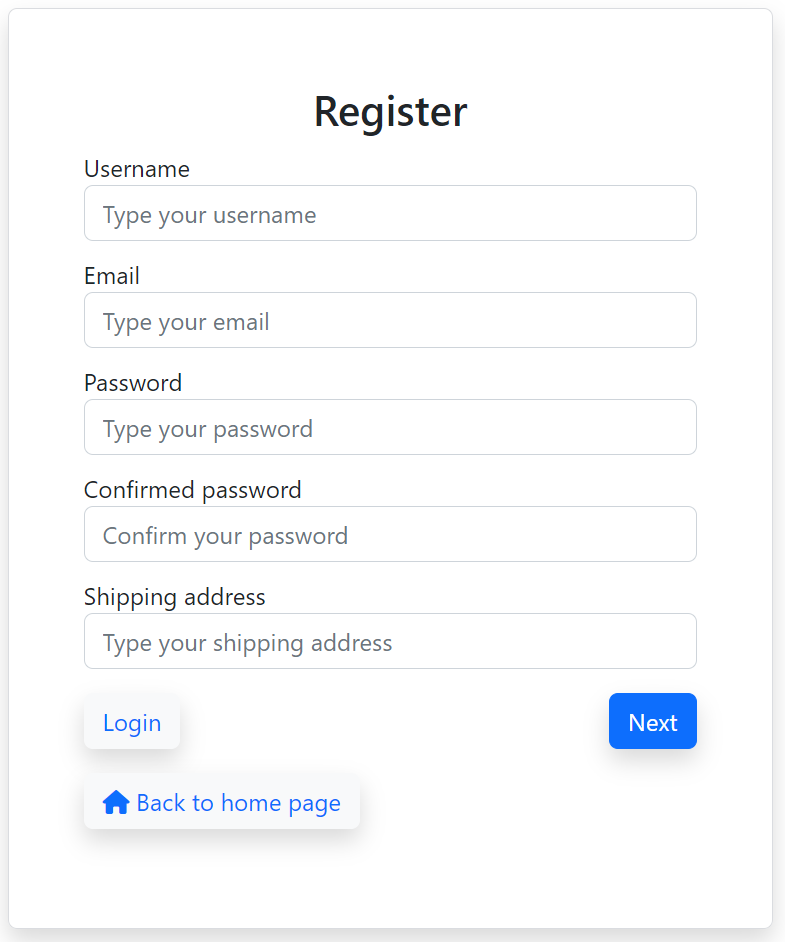 Register
Username
Type your username
Email
Type your email
Password
Type your password
Confirmed password
Confirm your password
Shipping address
Type your shipping address
Login
Next
Back to home page